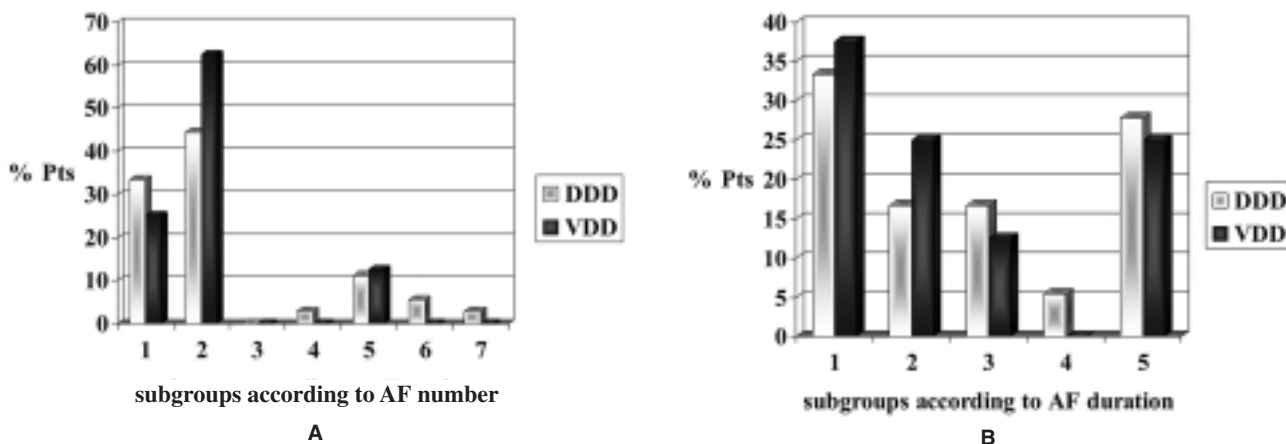 70
60
50
40
30
20
10
0
% Pts
DDD
VDD
1 2 3 4 5 6 7
subgroups according to AF number
A
40
35
30
25
20
15
10
5
0
% Pts
DDD
VDD
1 2 3 4 5
subgroups according to AF duration
B